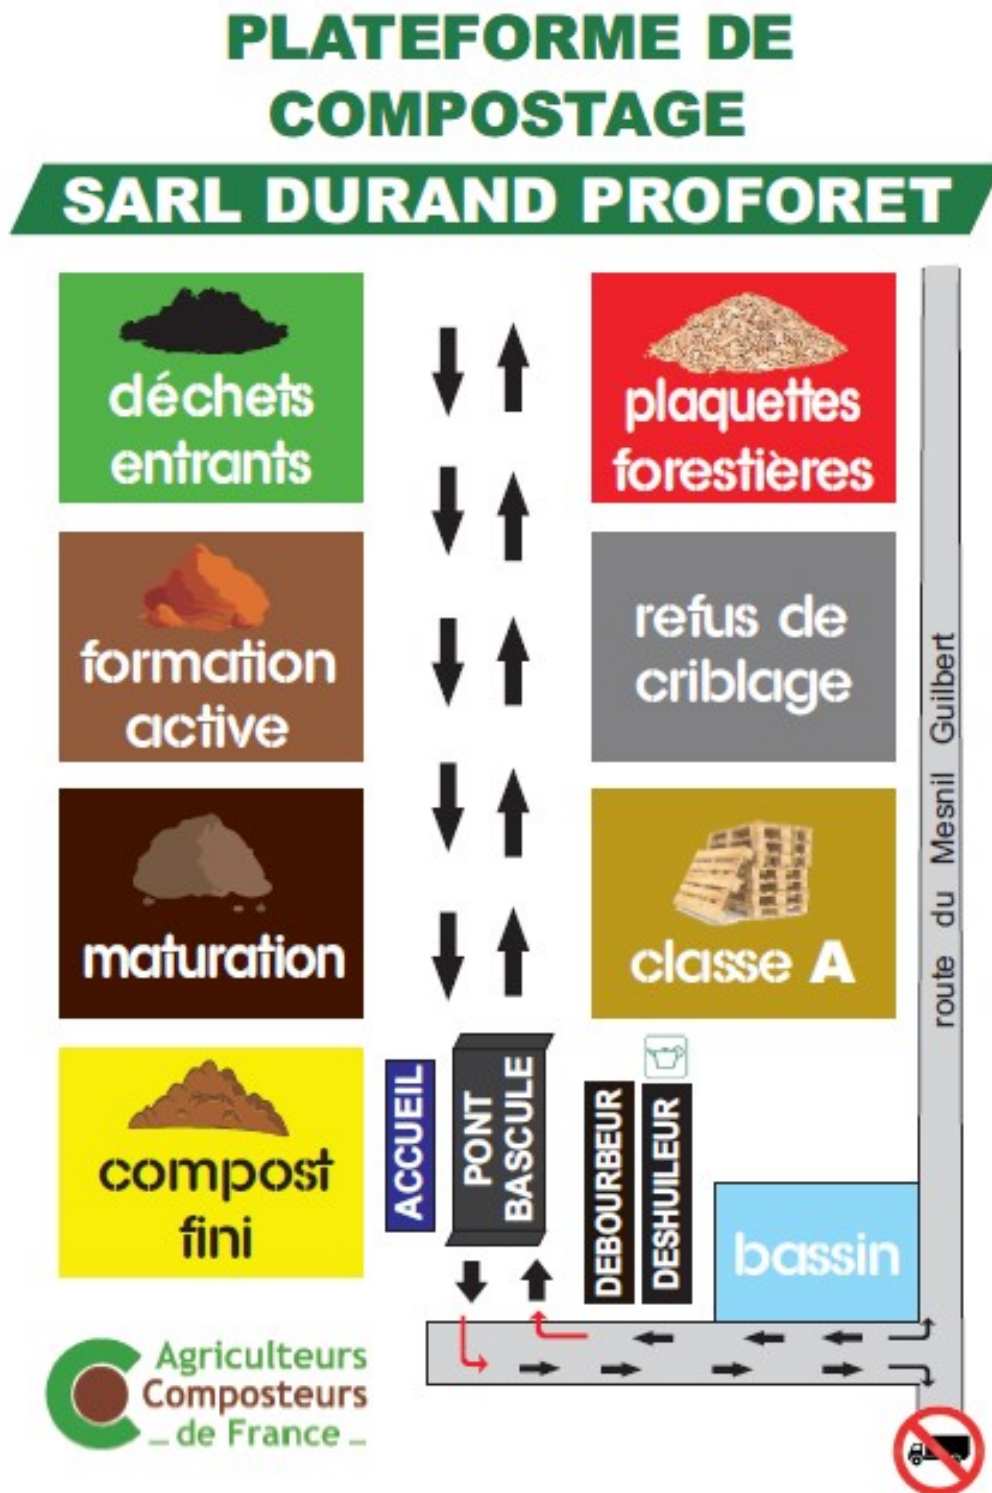 PLATEFORME DE
COMPOSTAGE
SARL DURAND PROFORET
déchets
entrants
plaquettes
forestières
formation
active
refus de
criblage
maturation
classe A
compost
fini
ACCUEIL
PONT
BASCULE
DEBOURBEUR
DESHUILEUR
bassin
route du Mesnil Guilbert
Agriculteurs
Composteurs
_ de France _